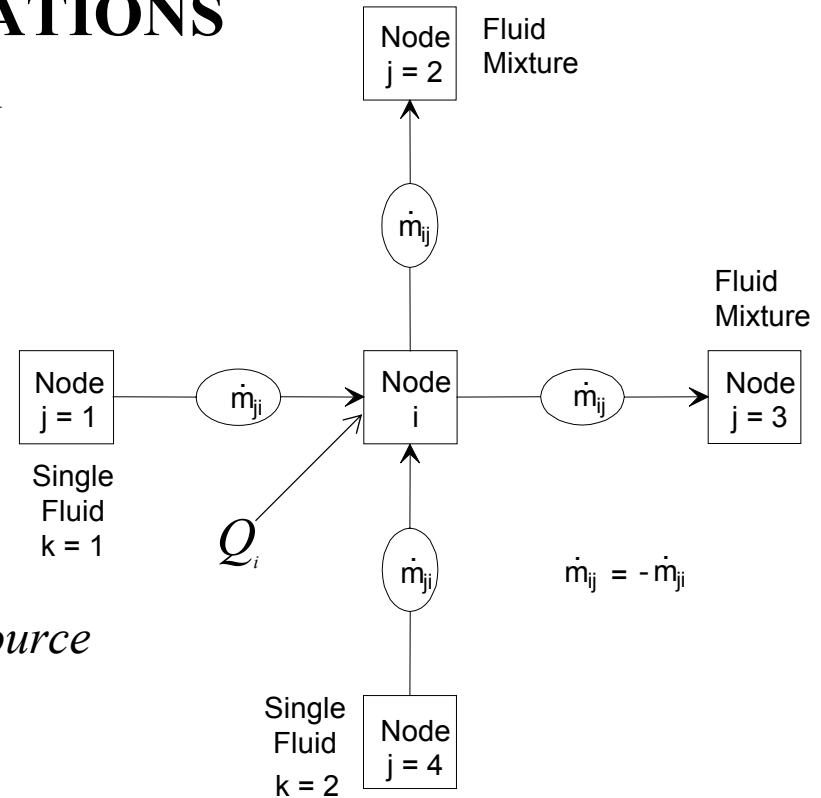 ATIONS
Node
j = 2
Fluid
Mixture
ṁij
Fluid
Mixture
Node
j = 1
ṁji
Node
i
ṁij
Node
j = 3
Single
Fluid
k = 1
Qi
ṁji
ṁij = - ṁji
ource
Single
Fluid
k = 2
Node
j = 4